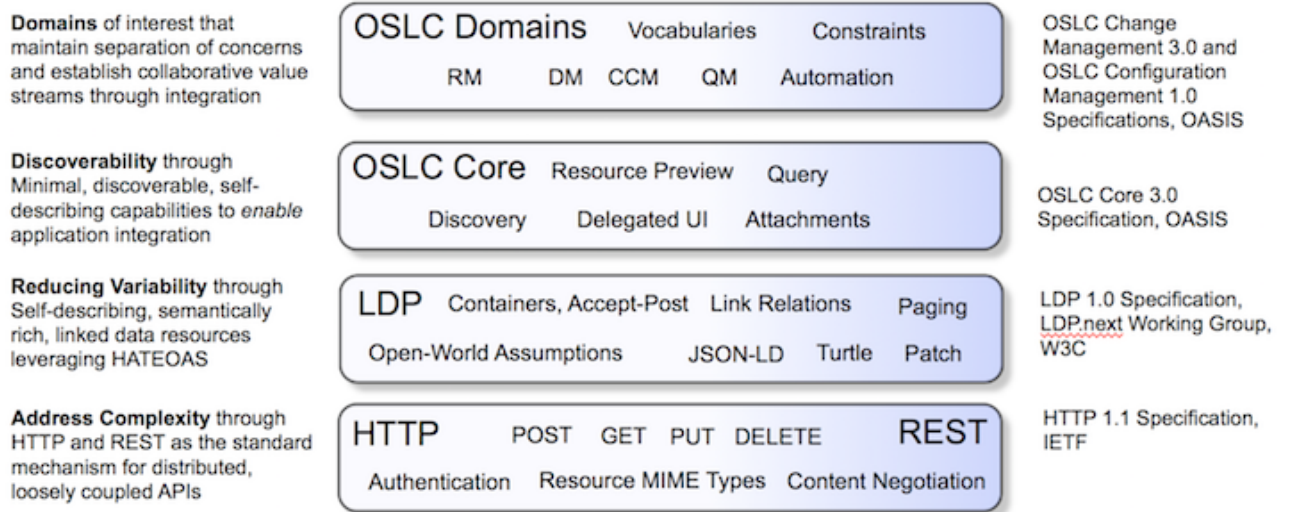 Domains of interest that
maintain separation of concerns
and establish collaborative value
streams through integration
OSLC Domains Vocabularies Constraints
RM DM CCM QM Automation
OSLC Change
Management 3.0 and
OSLC Configuration
Management 1.0
Specifications, OASIS
Discoverability through
Minimal, discoverable, self-
describing capabilities to enable
application integration
OSLC Core Resource Preview Query
Discovery Delegated UI Attachments
OSLC Core 3.0
Specification, OASIS
Reducing Variability through
Self-describing, semantically
rich, linked data resources
leveraging HATEOAS
LDP Containers, Accept-Post Link Relations Paging
Open-World Assumptions JSON-LD Turtle Patch
LDP 1.0 Specification,
LDP.next Working Group,
W3C
Address Complexity through
HTTP and REST as the standard
mechanism for distributed,
loosely coupled APIs
HTTP POST GET PUT DELETE REST
Authentication Resource MIME Types Content Negotiation
HTTP 1.1 Specification,
IETF